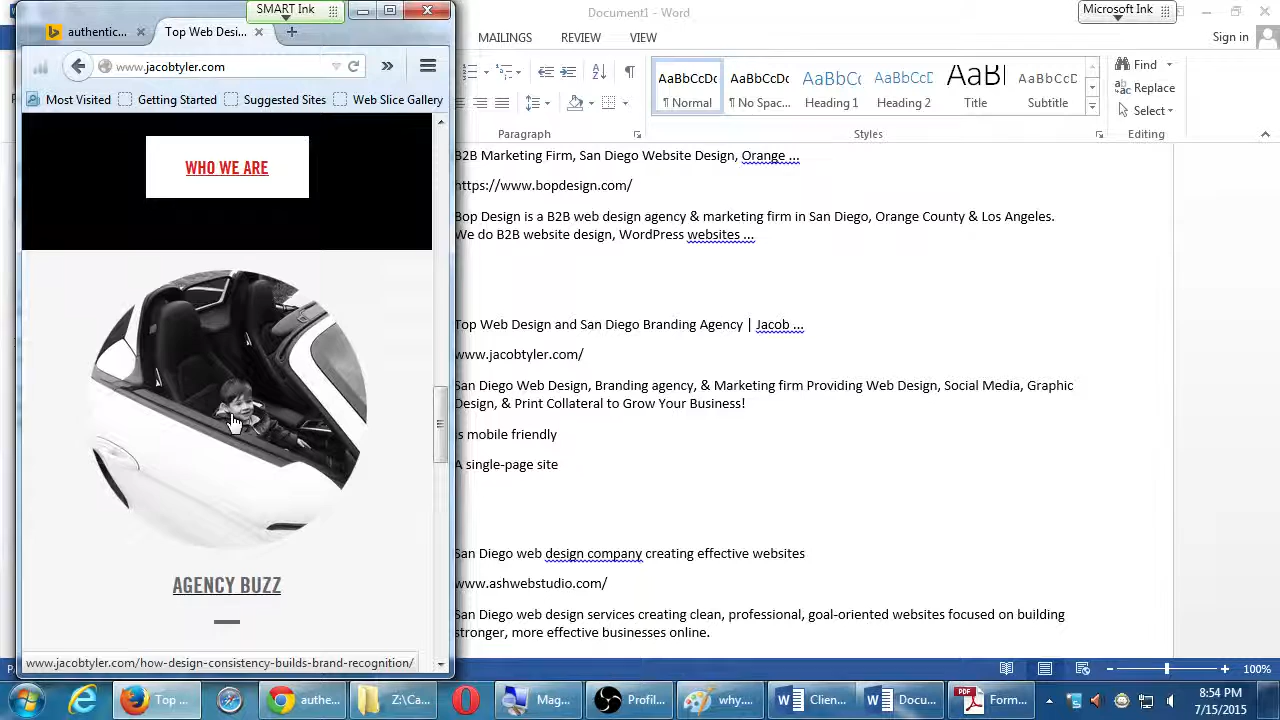 SMART Ink
Document1 - Word
Microsoft Ink
authentic...
Top Web Desi...
MAILINGS
REVIEW
VIEW
Sign in
www.jacobtyler.com
Most Visited
Getting Started
Suggested Sites
Web Slice Gallery
AaBbCcDc
AaBbCcDc
AaBbCc
AaBbCcD
AaB
AaBbCcD
¶ Normal
¶ No Spac...
Heading 1
Heading 2
Title
Subtitle
Find
Replace
Select
Paragraph
Styles
Editing
WHO WE ARE
AGENCY BUZZ
www.jacobtyler.com/how-design-consistency-builds-brand-recognition/
B2B Marketing Firm, San Diego Website Design, Orange ...
https://www.bopdesign.com/
Bop Design is a B2B web design agency & marketing firm in San Diego, Orange County & Los Angeles.
We do B2B website design, WordPress websites ...
Top Web Design and San Diego Branding Agency | Jacob ...
www.jacobtyler.com/
San Diego Web Design, Branding agency, & Marketing firm Providing Web Design, Social Media, Graphic
Design, & Print Collateral to Grow Your Business!
is mobile friendly
A single-page site
San Diego web design company creating effective websites
www.ashwebstudio.com/
San Diego web design services creating clean, professional, goal-oriented websites focused on building
stronger, more effective businesses online.
100%
Top ...
authe...
Z:\Ca...
Mag...
Profil...
why....
Clien...
Docu...
Form...
8:54 PM
7/15/2015